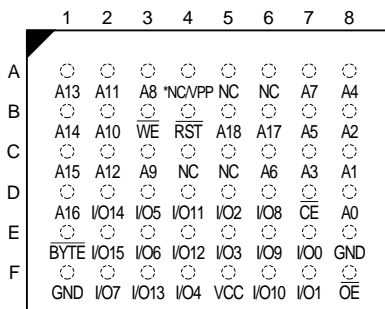 1 2 3 4 5 6 7 8
A
A13 A11 A8 *NC/VPP NC NC A7 A4
B
A14 A10 WE RST A18 A17 A5 A2
C
A15 A12 A9 NC NC A6 A3 A1
D
A16 I/O14 I/O5 I/O11 I/O2 I/O8 CE A0
E
BYTE I/O15 I/O6 I/O12 I/O3 I/O9 I/O0 GND
F
GND I/O7 I/O13 I/O4 VCC I/O10 I/O1 OE